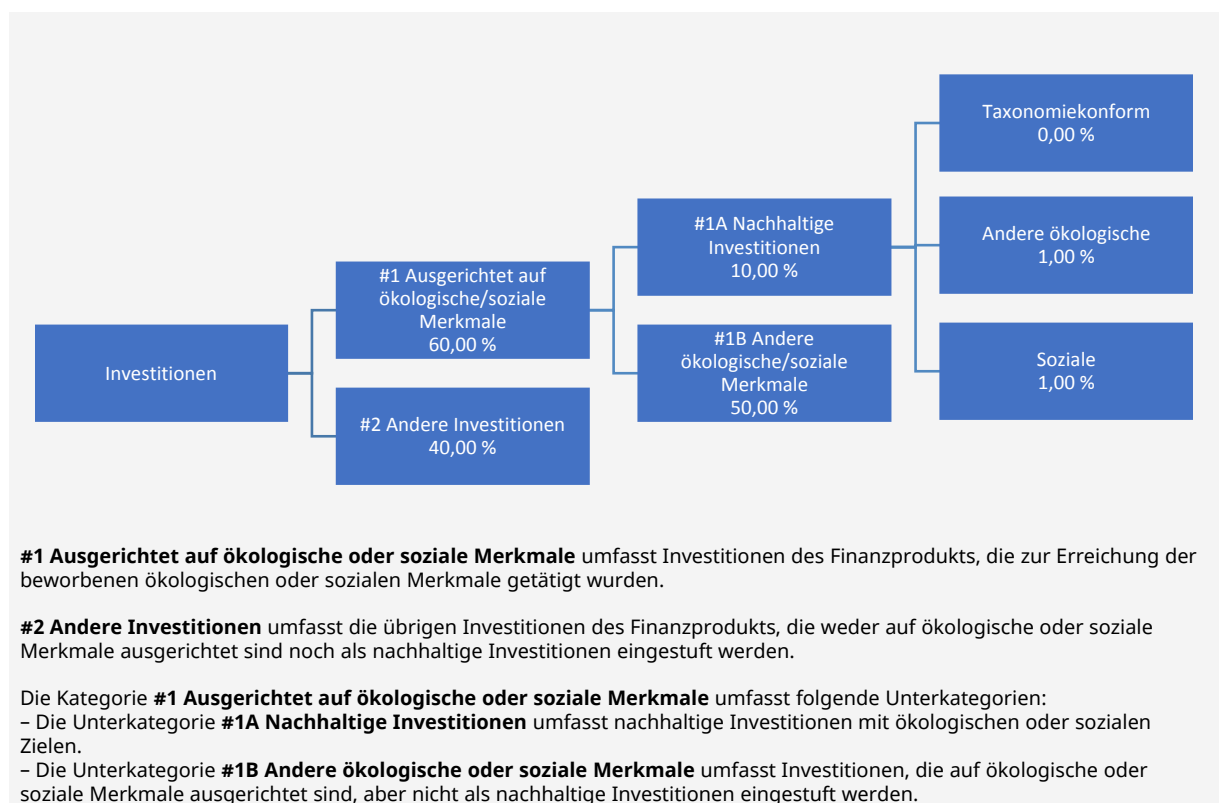 Investitionen
#1 Ausgerichtet auf
ökologische/soziale
Merkmale
60,00 %
#2 Andere Investitionen
40,00 %
#1A Nachhaltige
Investitionen
10,00 %
#1B Andere
ökologische/soziale
Merkmale
50,00 %
Taxonomiekonform
0,00 %
Andere ökologische
1,00 %
Soziale
1,00 %
#1 Ausgerichtet auf ökologische oder soziale Merkmale umfasst Investitionen des Finanzprodukts, die zur Erreichung der
beworbenen ökologischen oder sozialen Merkmale getätigt wurden.
#2 Andere Investitionen umfasst die übrigen Investitionen des Finanzprodukts, die weder auf ökologische oder soziale
Merkmale ausgerichtet sind noch als nachhaltige Investitionen eingestuft werden.
Die Kategorie #1 Ausgerichtet auf ökologische oder soziale Merkmale umfasst folgende Unterkategorien:
– Die Unterkategorie #1A Nachhaltige Investitionen umfasst nachhaltige Investitionen mit ökologischen oder sozialen
Zielen.
– Die Unterkategorie #1B Andere ökologische oder soziale Merkmale umfasst Investitionen, die auf ökologische oder
soziale Merkmale ausgerichtet sind, aber nicht als nachhaltige Investitionen eingestuft werden.